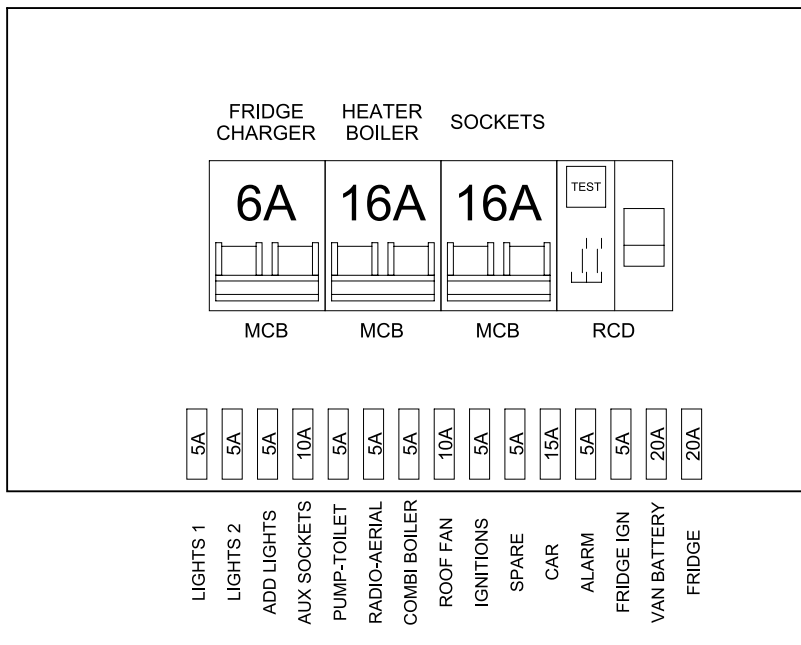 FRIDGE
CHARGER
HEATER
BOILER
SOCKETS
6A
16A
16A
TEST
MCB
MCB
MCB
RCD
5A
5A
5A
10A
5A
5A
5A
10A
5A
5A
15A
5A
5A
20A
20A
LIGHTS 1
LIGHTS 2
ADD LIGHTS
AUX SOCKETS
PUMP-TOILET
RADIO-AERIAL
COMBI BOILER
ROOF FAN
IGNITIONS
SPARE
CAR
ALARM
FRIDGE IGN
VAN BATTERY
FRIDGE